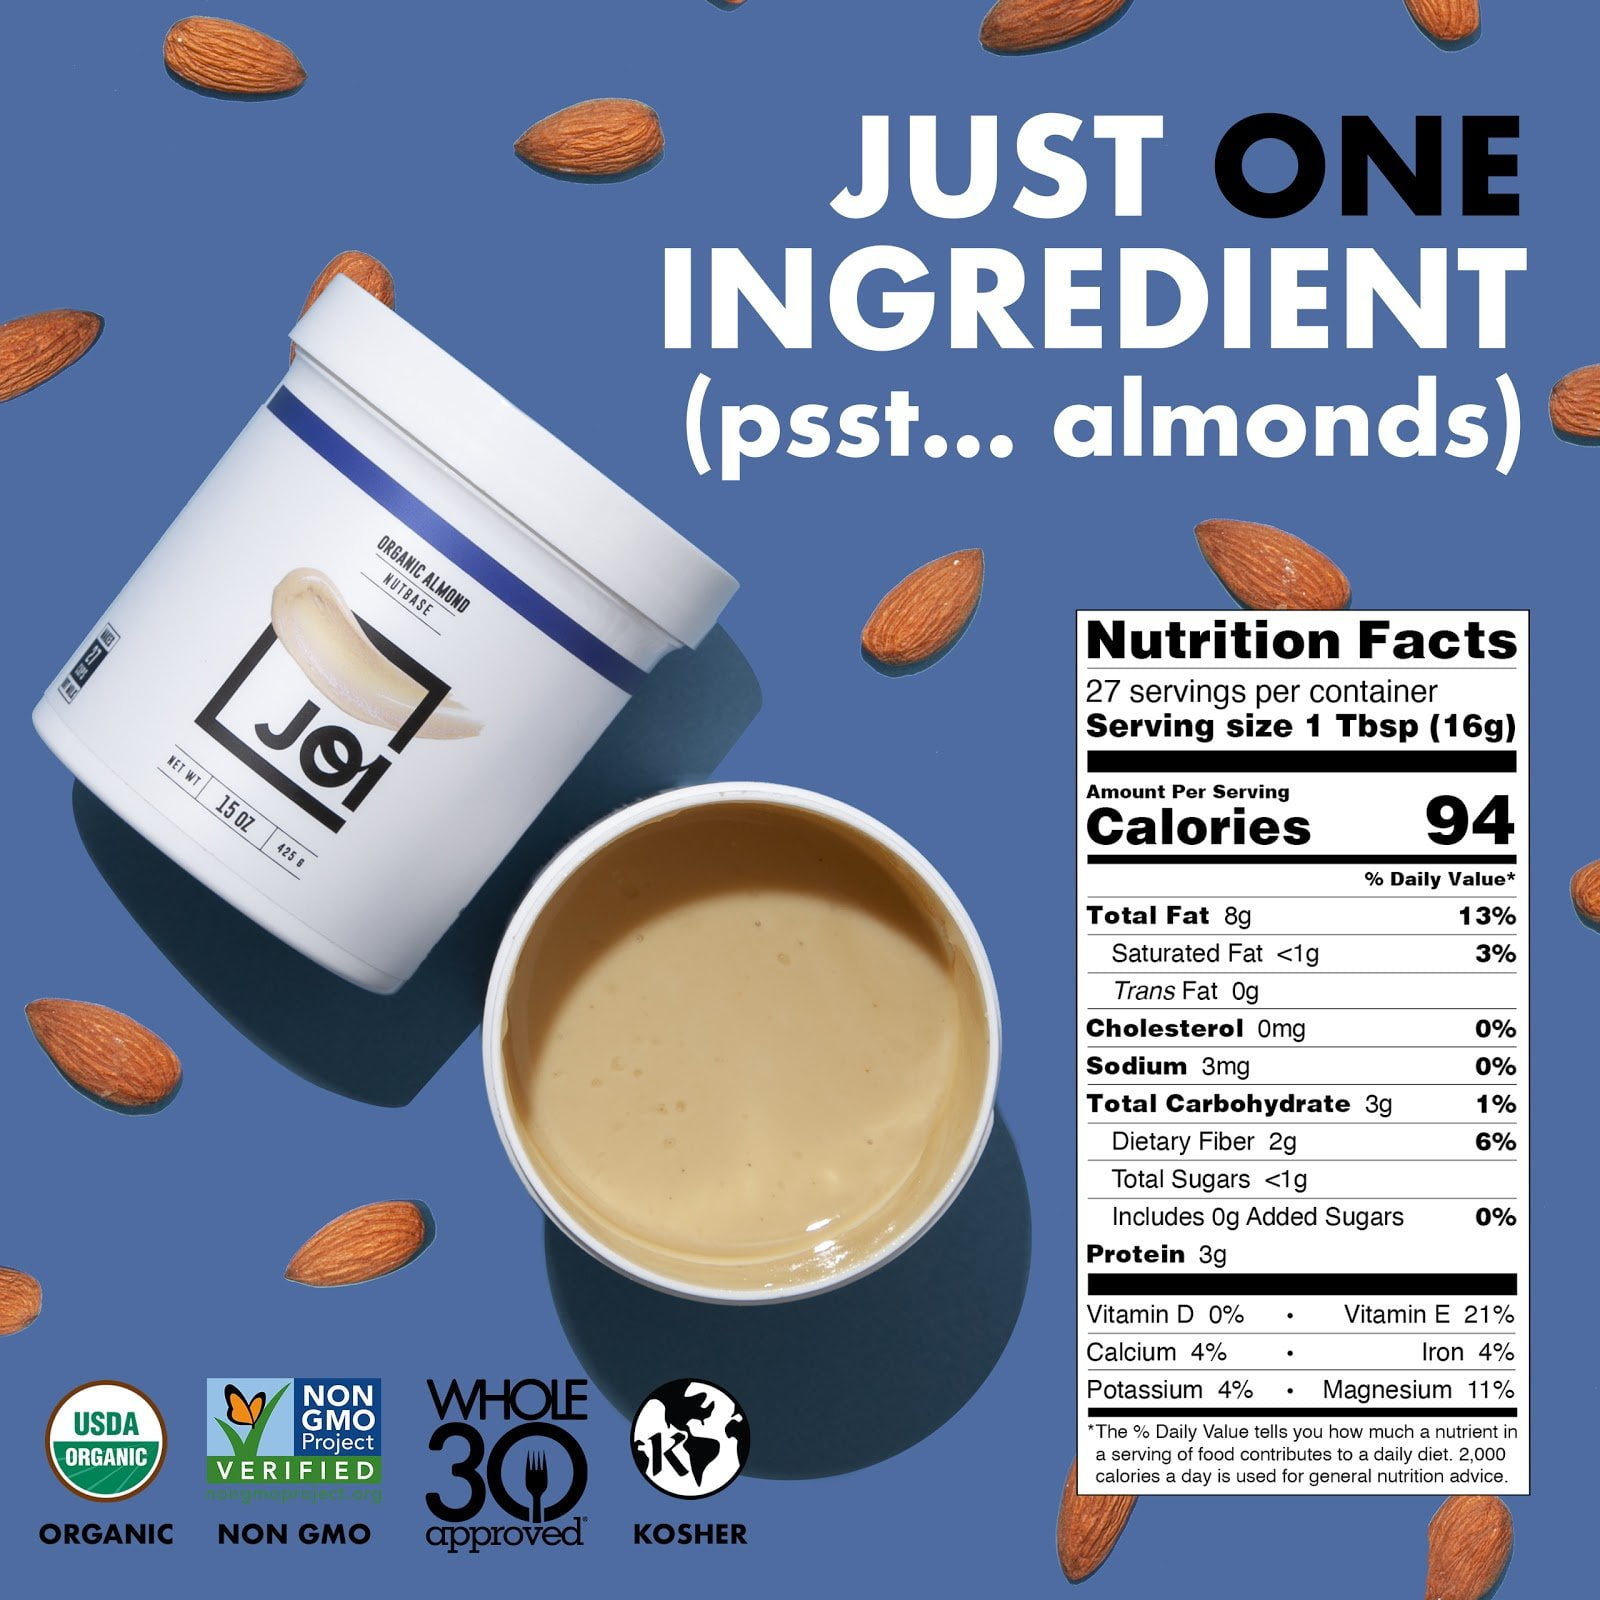 JUST ONE
INGREDIENT
(psst... almonds)
ORGANIC ALMOND
NUTBASE
MAKES
27
CUPS
NUT MILK
JOI
NET WT
15 OZ
425 G
Nutrition Facts
27 servings per container
Serving size 1 Tbsp (16g)
Amount Per Serving
Calories 94
% Daily Value*
Total Fat 8g 13%
Saturated Fat <1g 3%
Trans Fat 0g
Cholesterol 0mg 0%
Sodium 3mg 0%
Total Carbohydrate 3g 1%
Dietary Fiber 2g 6%
Total Sugars <1g
Includes 0g Added Sugars 0%
Protein 3g
Vitamin D 0% • Vitamin E 21%
Calcium 4% • Iron 4%
Potassium 4% • Magnesium 11%
*The % Daily Value tells you how much a nutrient in
a serving of food contributes to a daily diet. 2,000
calories a day is used for general nutrition advice.
USDA
ORGANIC
ORGANIC
NON
GMO
Project
VERIFIED
nongmoproject.org
NON GMO
WHOLE
30
approved®
K
KOSHER